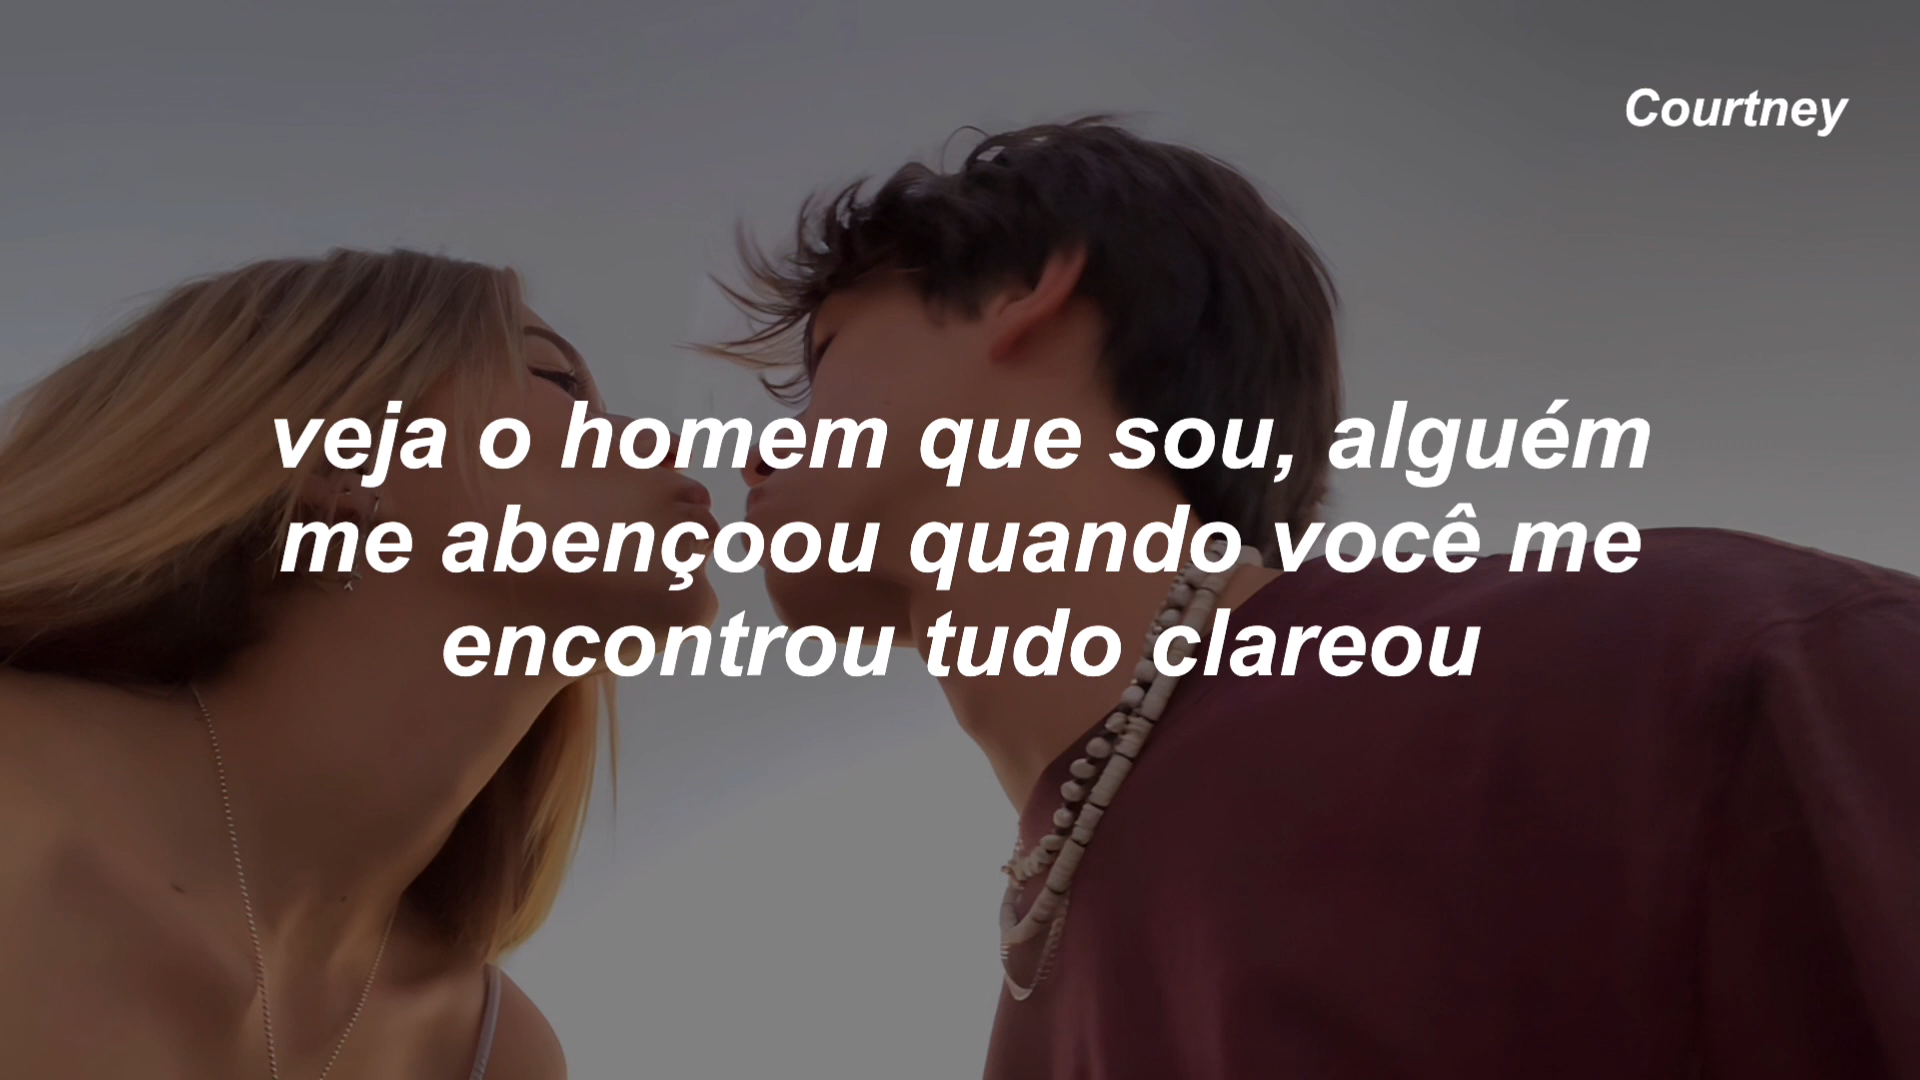 Courtney
veja o homem que sou, alguém
me abençoou quando você me
encontrou tudo clareou